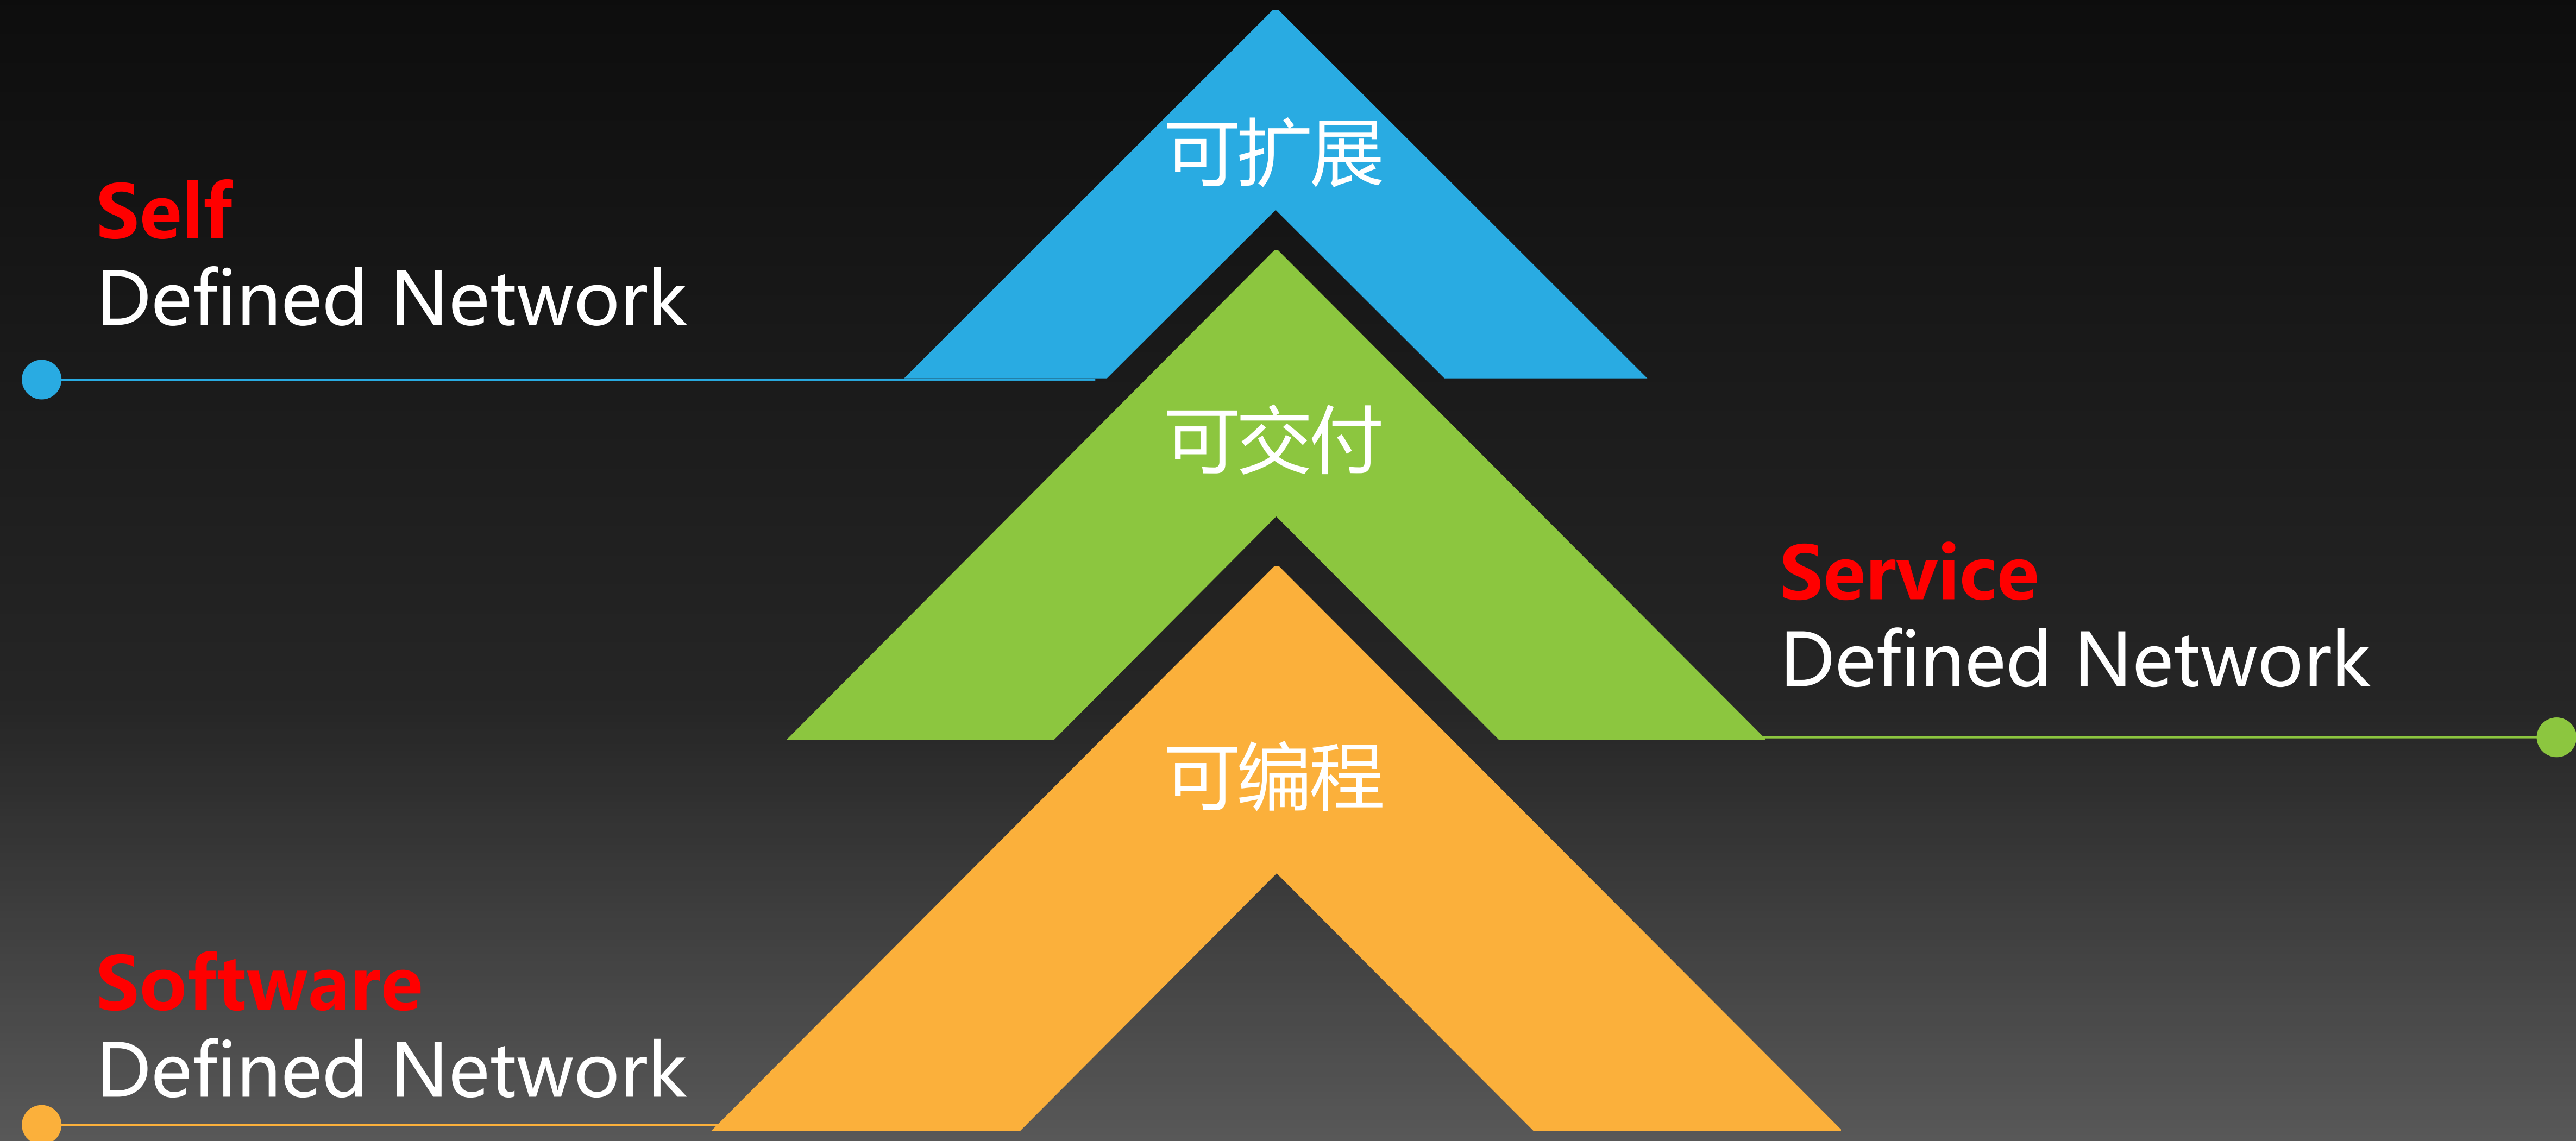 可扩展
Self
Defined Network
可交付
Service
Defined Network
可编程
Software
Defined Network